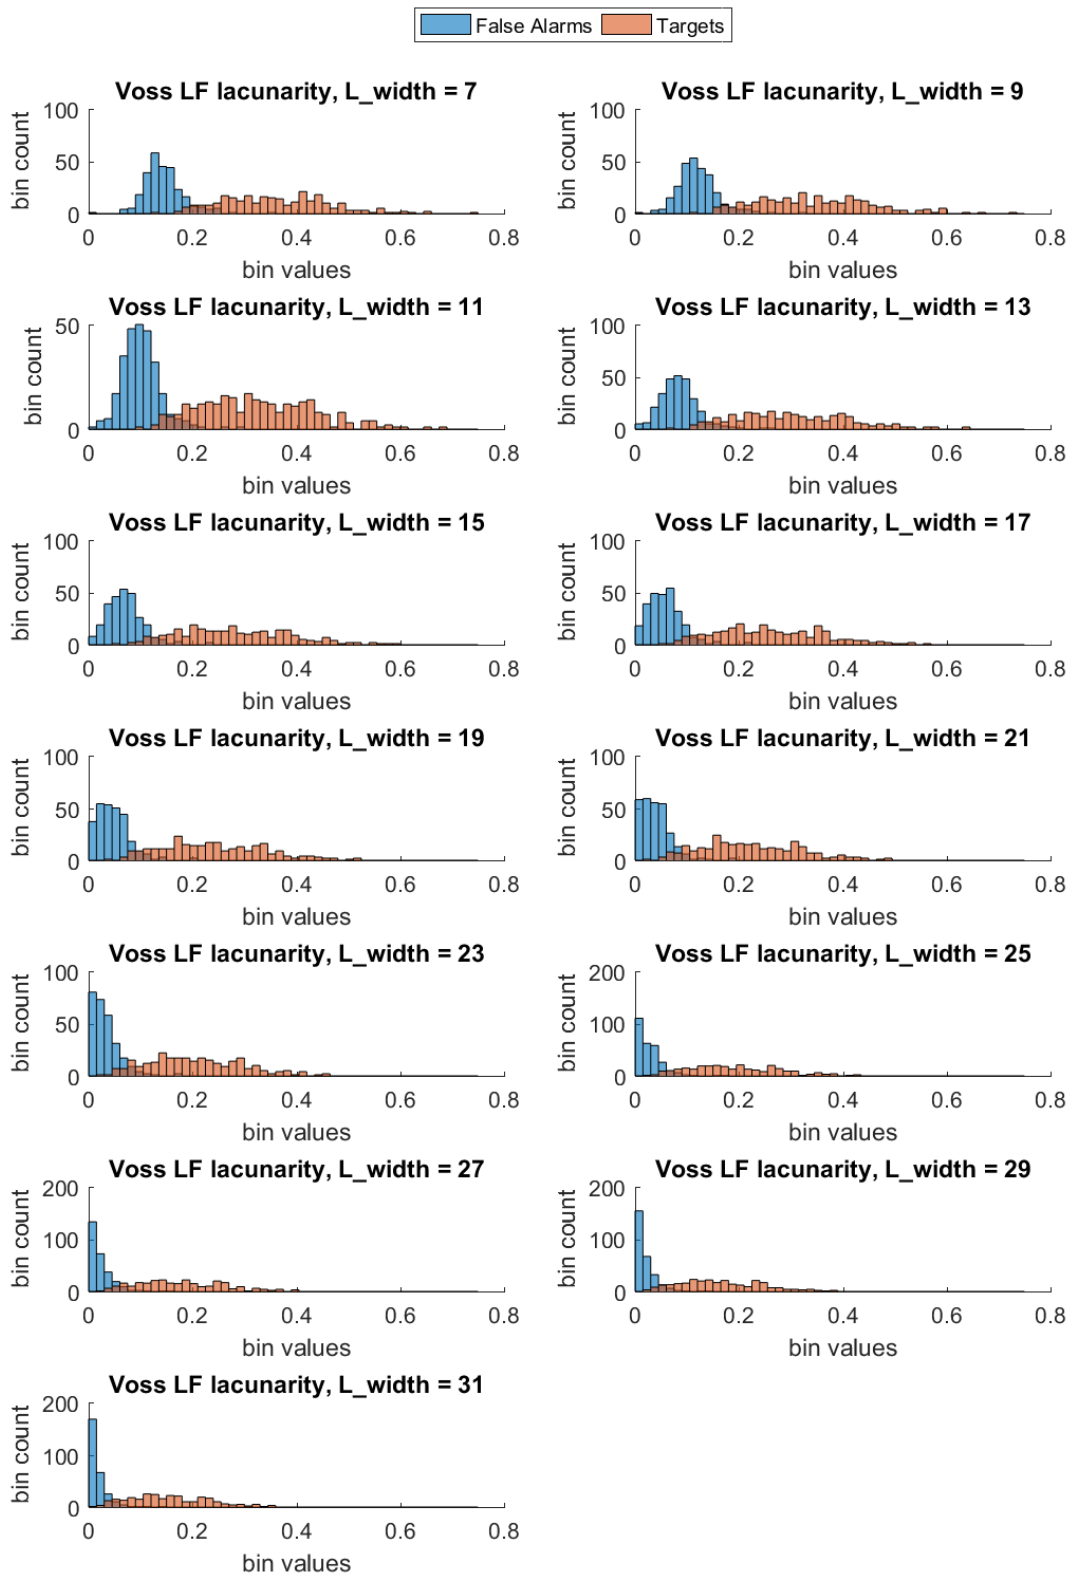 False Alarms Targets
Voss LF lacunarity, L_width = 7
100
50
0
bin count
0 0.2 0.4 0.6 0.8
bin values
Voss LF lacunarity, L_width = 9
100
50
0
bin count
0 0.2 0.4 0.6 0.8
bin values
Voss LF lacunarity, L_width = 11
50
0
bin count
0 0.2 0.4 0.6 0.8
bin values
Voss LF lacunarity, L_width = 13
100
50
0
bin count
0 0.2 0.4 0.6 0.8
bin values
Voss LF lacunarity, L_width = 15
100
50
0
bin count
0 0.2 0.4 0.6 0.8
bin values
Voss LF lacunarity, L_width = 17
100
50
0
bin count
0 0.2 0.4 0.6 0.8
bin values
Voss LF lacunarity, L_width = 19
100
50
0
bin count
0 0.2 0.4 0.6 0.8
bin values
Voss LF lacunarity, L_width = 21
100
50
0
bin count
0 0.2 0.4 0.6 0.8
bin values
Voss LF lacunarity, L_width = 23
100
50
0
bin count
0 0.2 0.4 0.6 0.8
bin values
Voss LF lacunarity, L_width = 25
200
100
0
bin count
0 0.2 0.4 0.6 0.8
bin values
Voss LF lacunarity, L_width = 27
200
100
0
bin count
0 0.2 0.4 0.6 0.8
bin values
Voss LF lacunarity, L_width = 29
200
100
0
bin count
0 0.2 0.4 0.6 0.8
bin values
Voss LF lacunarity, L_width = 31
200
100
0
bin count
0 0.2 0.4 0.6 0.8
bin values